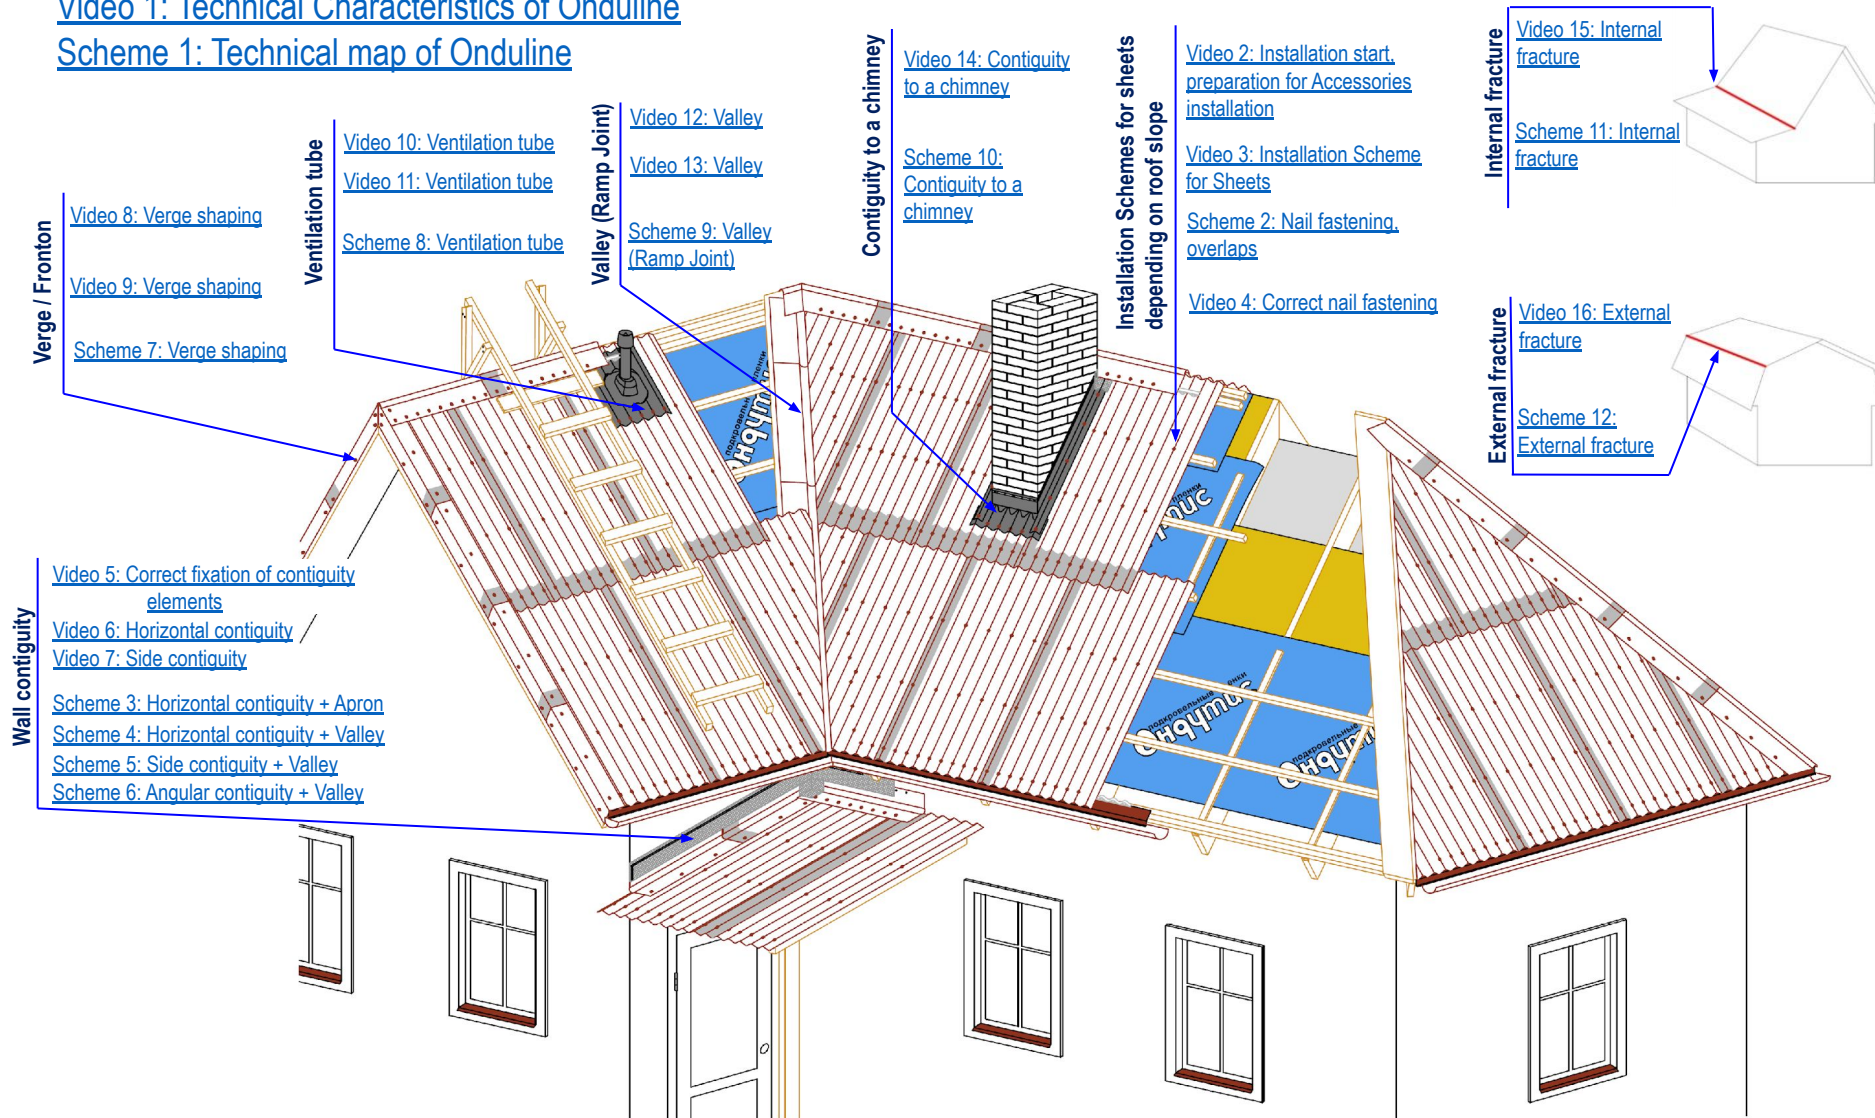 Video 1: Technical Characteristics of Onduline
Scheme 1: Technical map of Onduline
Verge / Fronton
Video 8: Verge shaping
Video 9: Verge shaping
Scheme 7: Verge shaping
Ventilation tube
Video 10: Ventilation tube
Video 11: Ventilation tube
Scheme 8: Ventilation tube
Valley (Ramp Joint)
Video 12: Valley
Video 13: Valley
Scheme 9: Valley
(Ramp Joint)
Contiguity to a chimney
Video 14: Contiguity
to a chimney
Scheme 10:
Contiguity to a
chimney
Installation Schemes for sheets
depending on roof slope
Video 2: Installation start,
preparation for Accessories
installation
Video 3: Installation Scheme
for Sheets
Scheme 2: Nail fastening,
overlaps
Video 4: Correct nail fastening
Internal fracture
Video 15: Internal
fracture
Scheme 11: Internal
fracture
External fracture
Video 16: External
fracture
Scheme 12:
External fracture
Wall contiguity
Video 5: Correct fixation of contiguity
elements
Video 6: Horizontal contiguity
Video 7: Side contiguity
Scheme 3: Horizontal contiguity + Apron
Scheme 4: Horizontal contiguity + Valley
Scheme 5: Side contiguity + Valley
Scheme 6: Angular contiguity + Valley
подкровельные
Ондутис